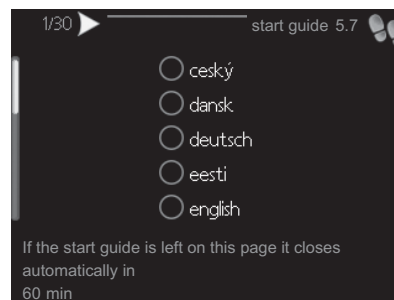 1/30
start guide 5.7
ceský
dansk
deutsch
eesti
english
If the start guide is left on this page it closes
automatically in
60 min